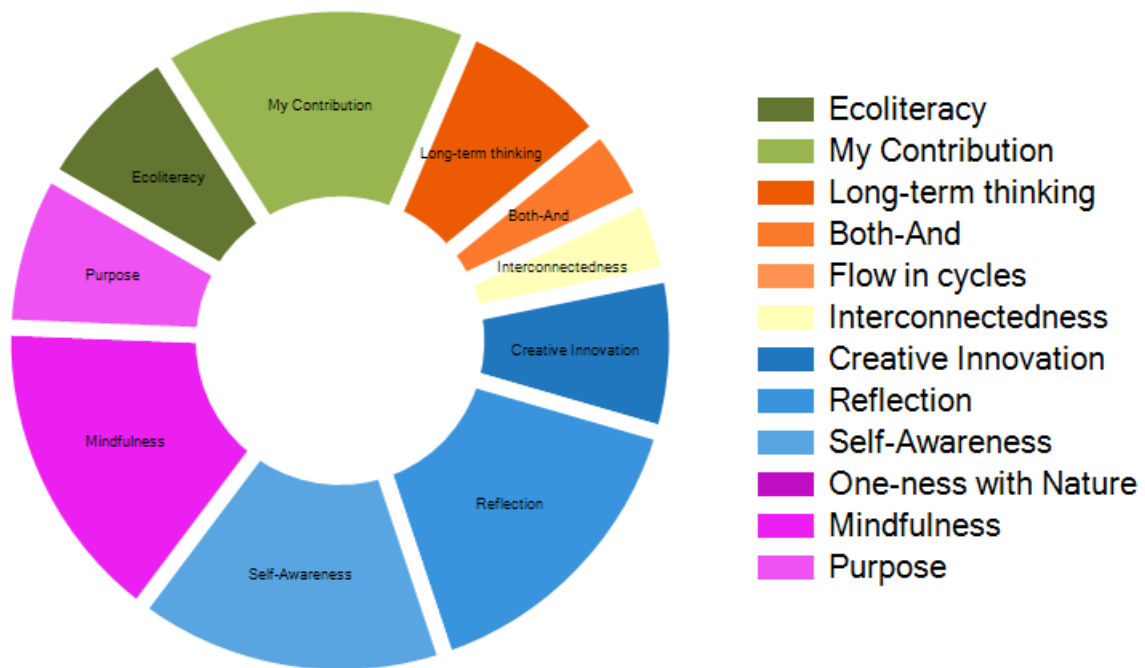 My Contribution
Long-term thinking
Ecoliteracy
Both-And
Interconnectedness
Purpose
Creative Innovation
Mindfulness
Reflection
Self-Awareness
Ecoliteracy
My Contribution
Long-term thinking
Both-And
Flow in cycles
Interconnectedness
Creative Innovation
Reflection
Self-Awareness
One-ness with Nature
Mindfulness
Purpose